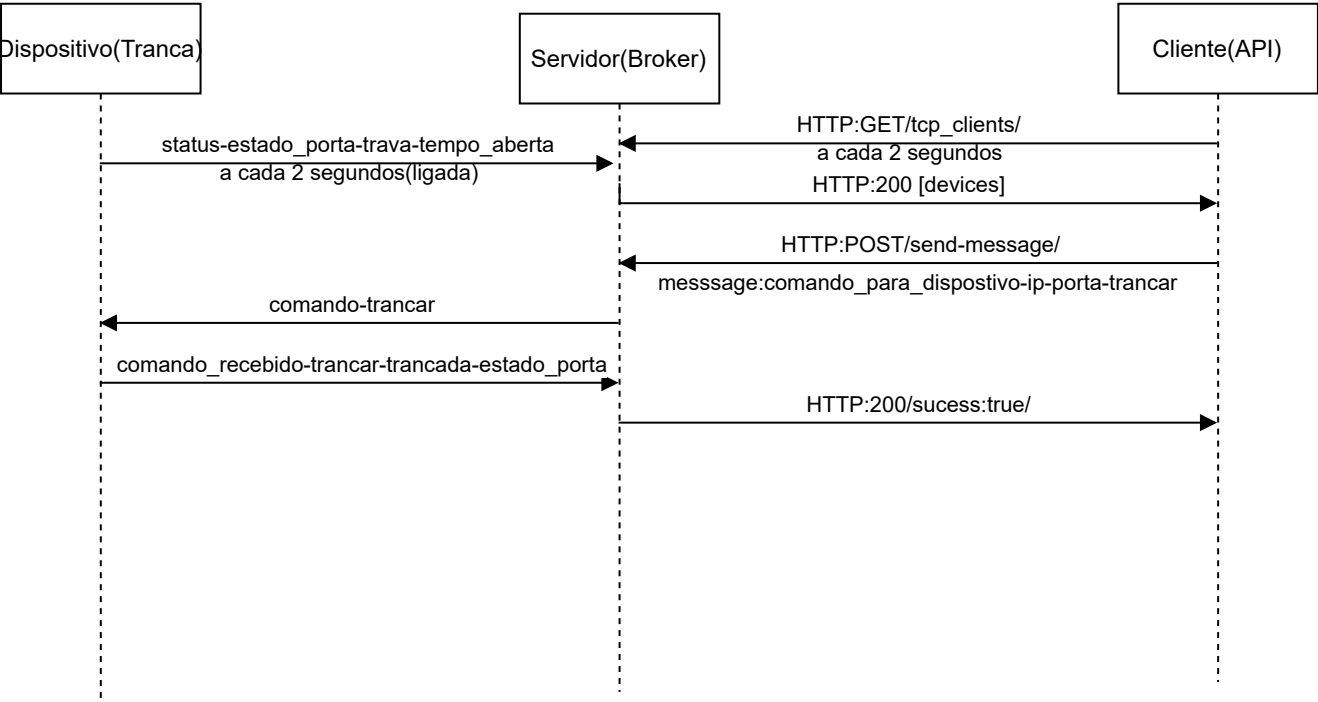 Dispositivo(Tranca)
Servidor(Broker)
Cliente(API)
HTTP:GET/tcp_clients/
a cada 2 segundos
status-estado_porta-trava-tempo_aberta
a cada 2 segundos(ligada)
HTTP:200 [devices]
HTTP:POST/send-message/
messsage:comando_para_dispostivo-ip-porta-trancar
comando-trancar
comando_recebido-trancar-trancada-estado_porta
HTTP:200/sucess:true/